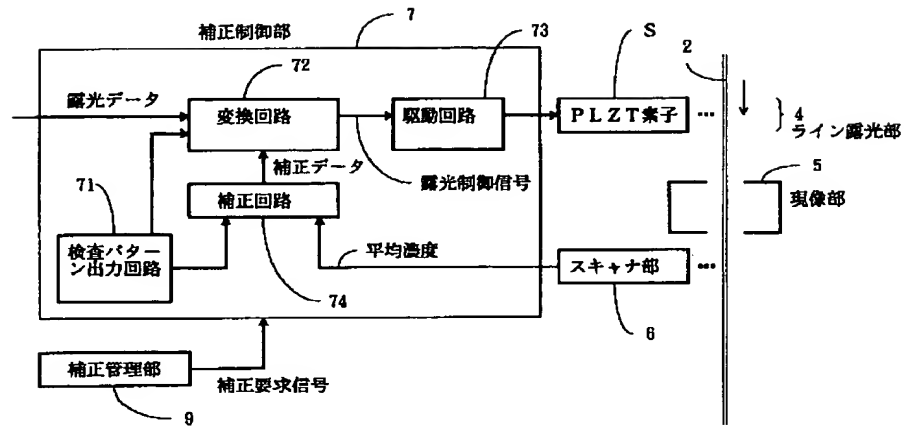 補正制御部
7
72
73
S
2
露光データ
変換回路
駆動回路
PLZT素子
…
4
ライン露光部
補正データ
露光制御信号
71
5
補正回路
現像部
検査パター
ン出力回路
平均濃度
スキャナ部
…
74
6
補正管理部
補正要求信号
9